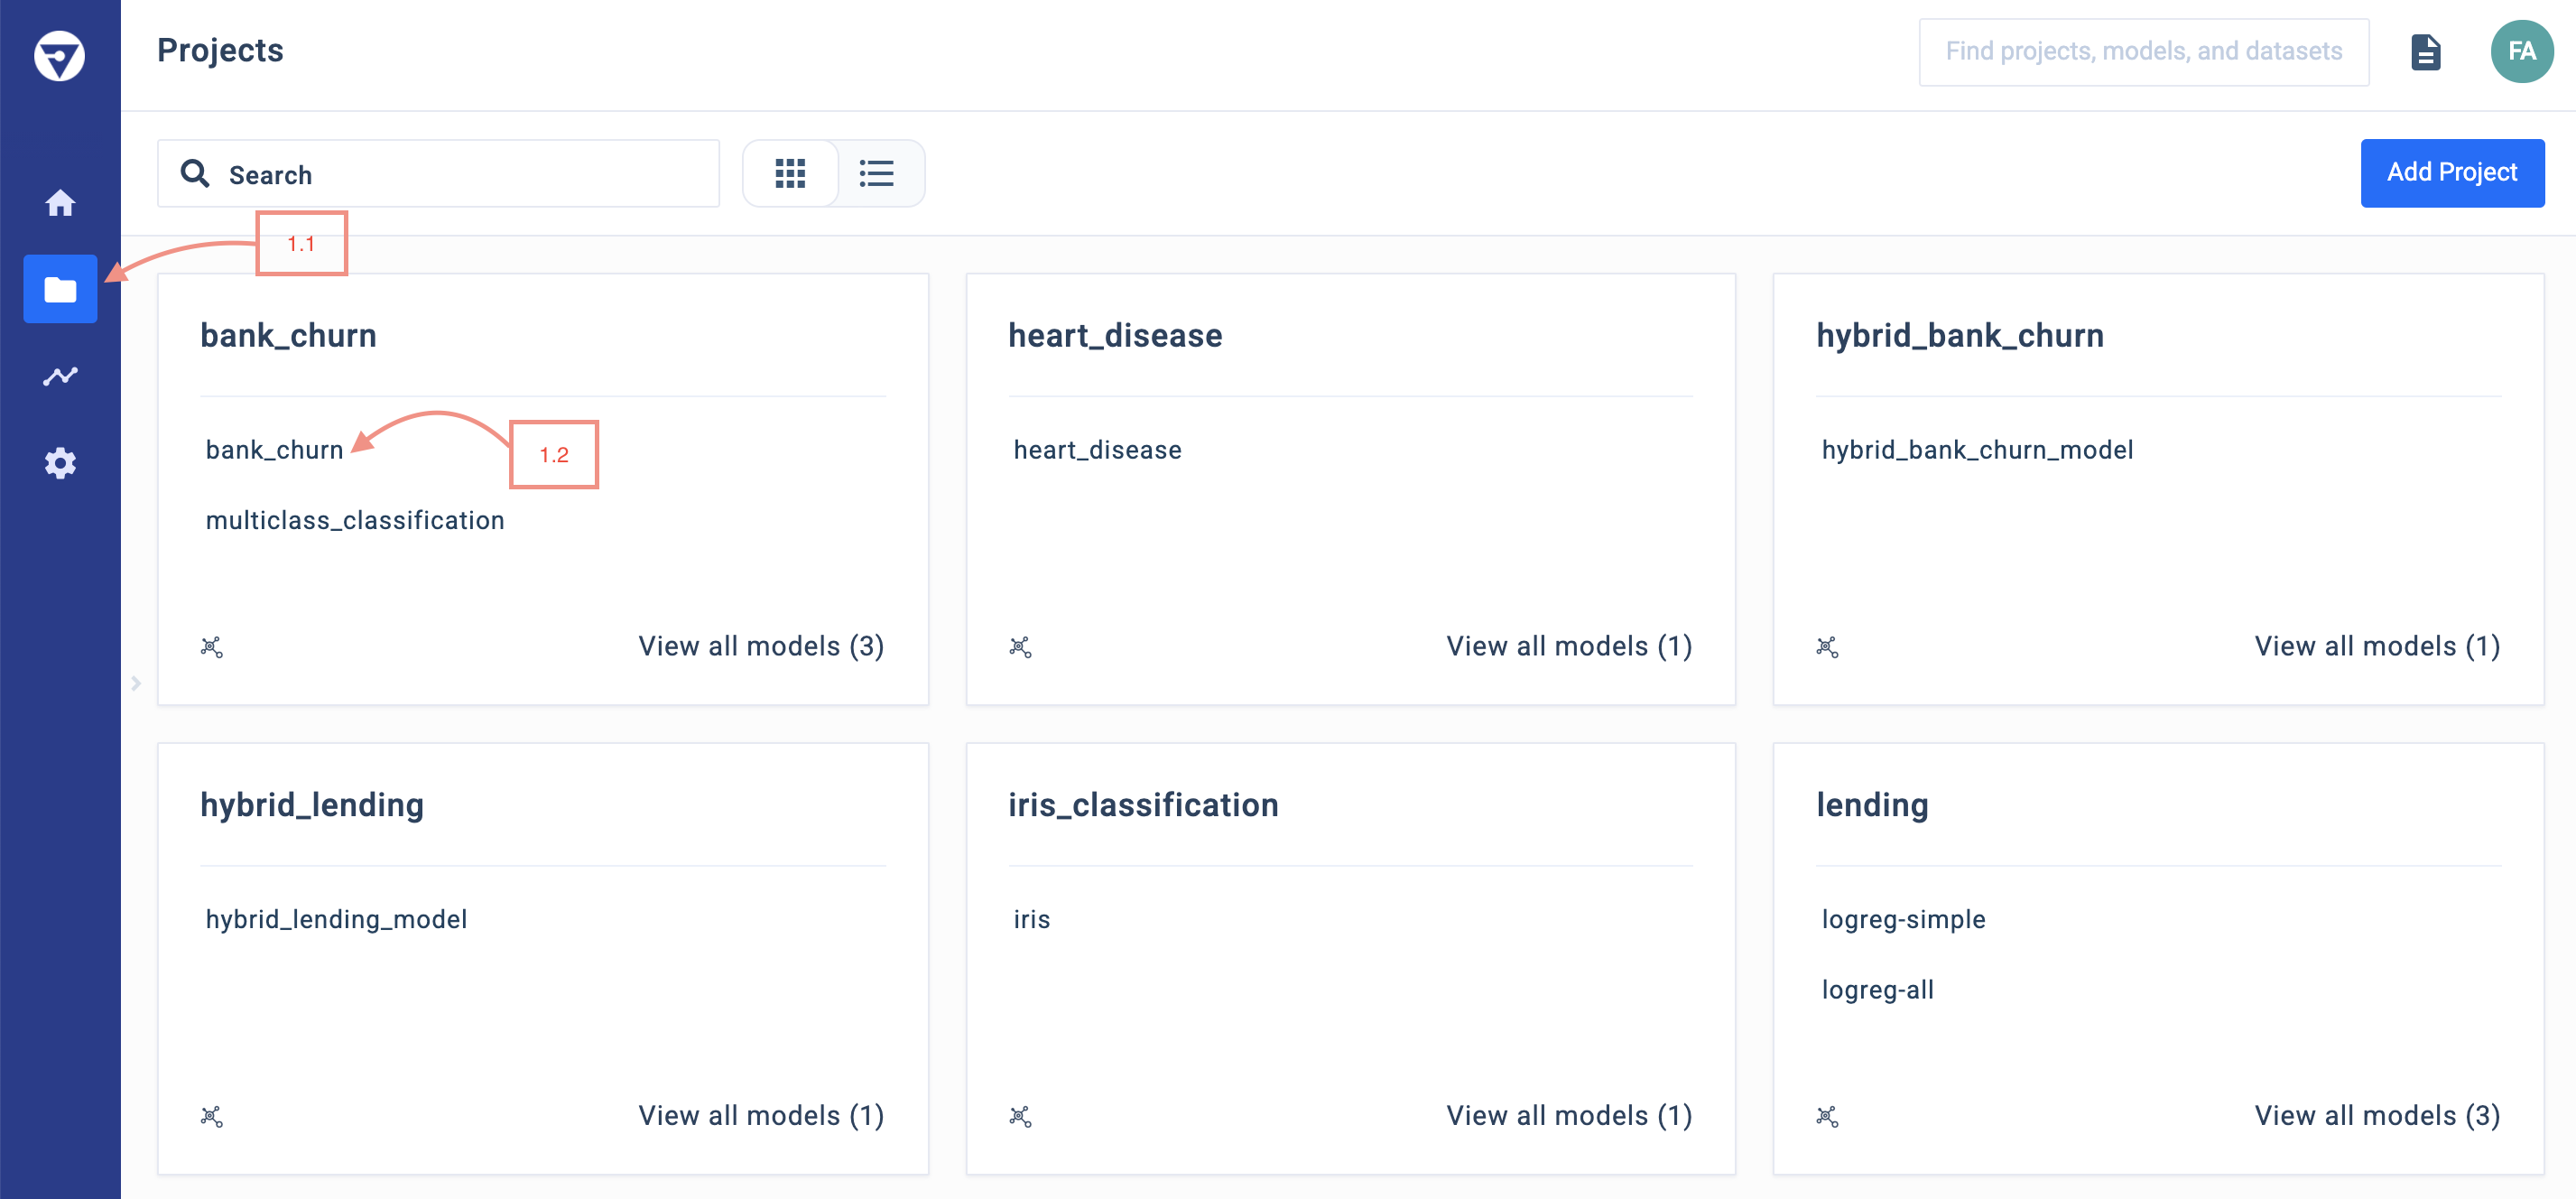 Projects
Find projects, models, and datasets
FA
Search
Add Project
1.1
bank_churn
bank_churn
1.2
multiclass_classification
View all models (3)
heart_disease
heart_disease
View all models (1)
hybrid_bank_churn
hybrid_bank_churn_model
View all models (1)
hybrid_lending
hybrid_lending_model
View all models (1)
iris_classification
iris
View all models (1)
lending
logreg-simple
logreg-all
View all models (3)